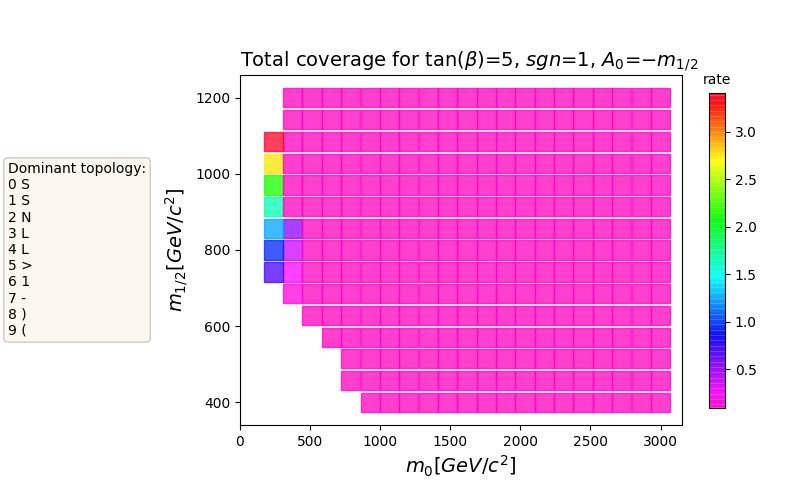 Total coverage for tan(β)=5, sgn=1, A₀=−m₁/₂
rate
Dominant topology:
0 S
1 S
2 N
3 L
4 L
5 >
6 1
7 -
8 )
9 (
m₁/₂[GeV/c²]
1200
1000
800
600
400
0 500 1000 1500 2000 2500 3000
m₀[GeV/c²]
3.0
2.5
2.0
1.5
1.0
0.5